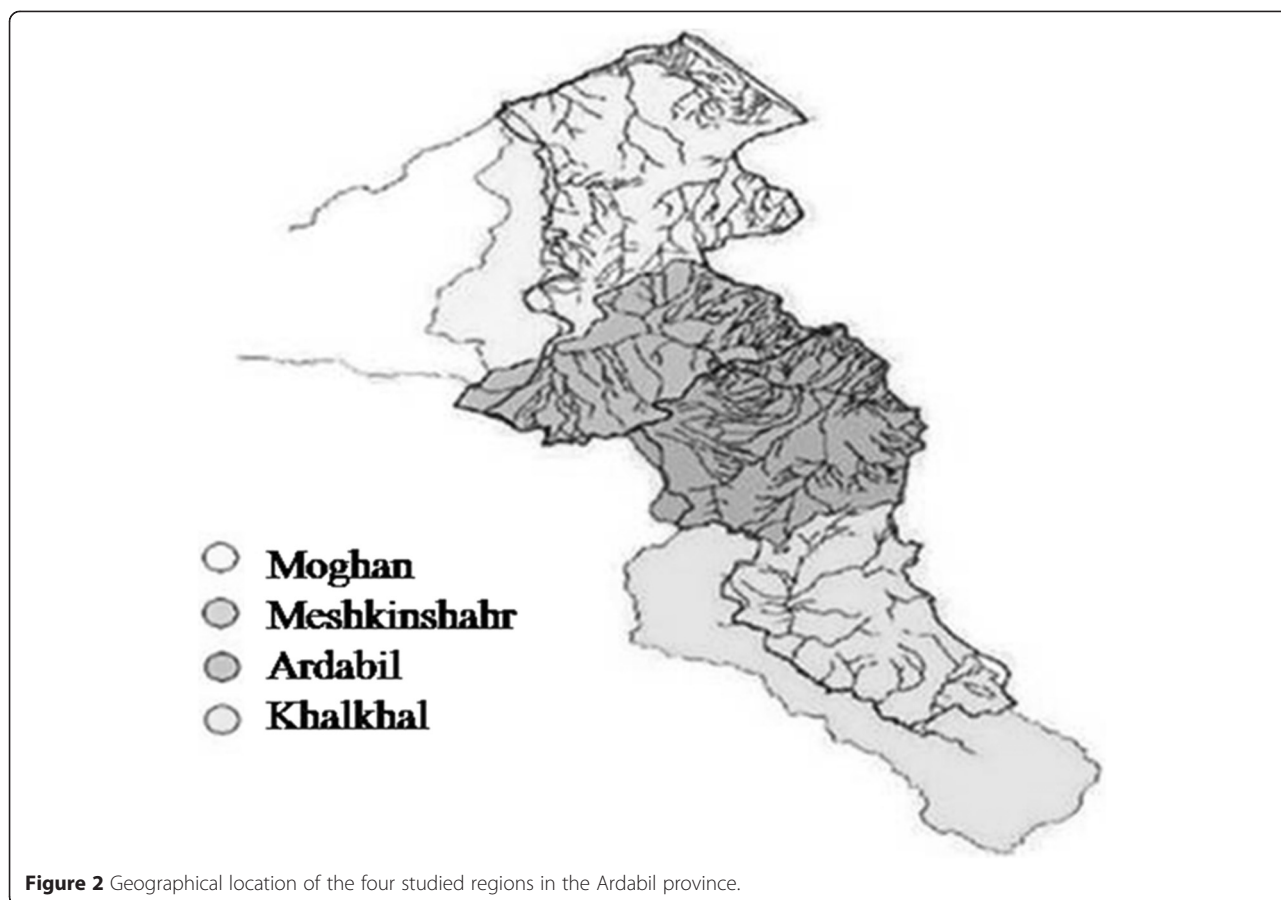 Moghan
Meshkinshahr
Ardabil
Khalkhal
Figure 2 Geographical location of the four studied regions in the Ardabil province.